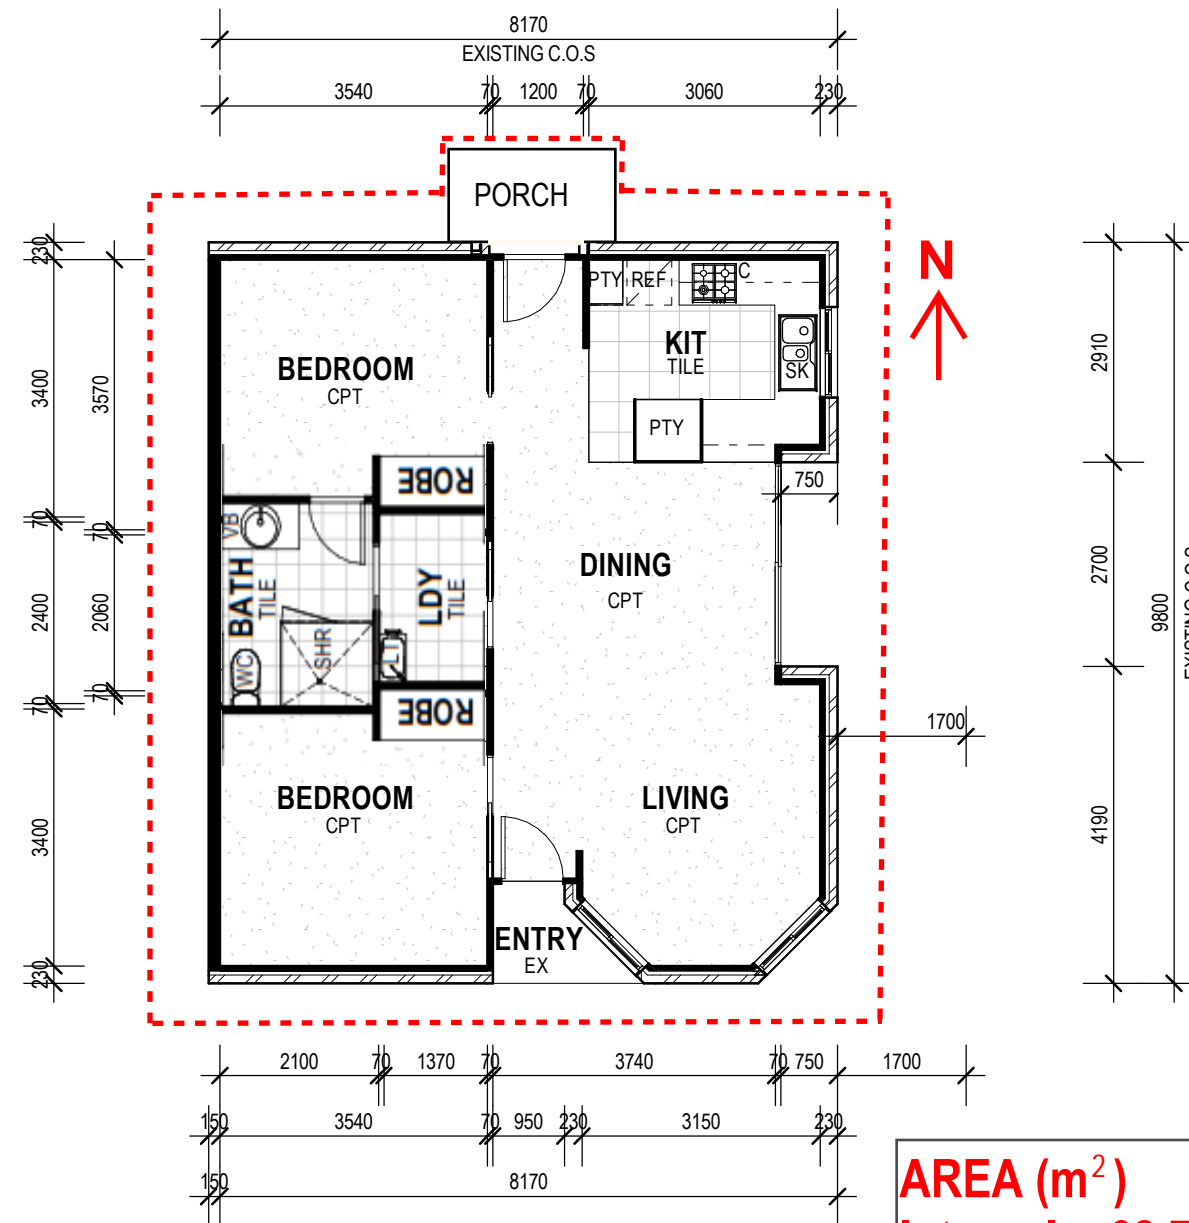 8170
EXISTING C.O.S
3540 70 1200 70 3060 230
PORCH
N
230
3400
3570
70
70
2400
2060
70
70
3400
230
PTY REF C
KIT
TILE
SK
PTY
BEDROOM
CPT
ROBE
750
VB
BATH
TILE
WC
SHR
LDY
TILE
LT
DINING
CPT
ROBE
BEDROOM
CPT
LIVING
CPT
ENTRY
EX
2910
2700
9800
EXISTING C.O.S
1700
4190
2100 70 1370 70 3740 70 750 1700
150 3540 70 950 230 3150 230
150 8170
AREA (m²)